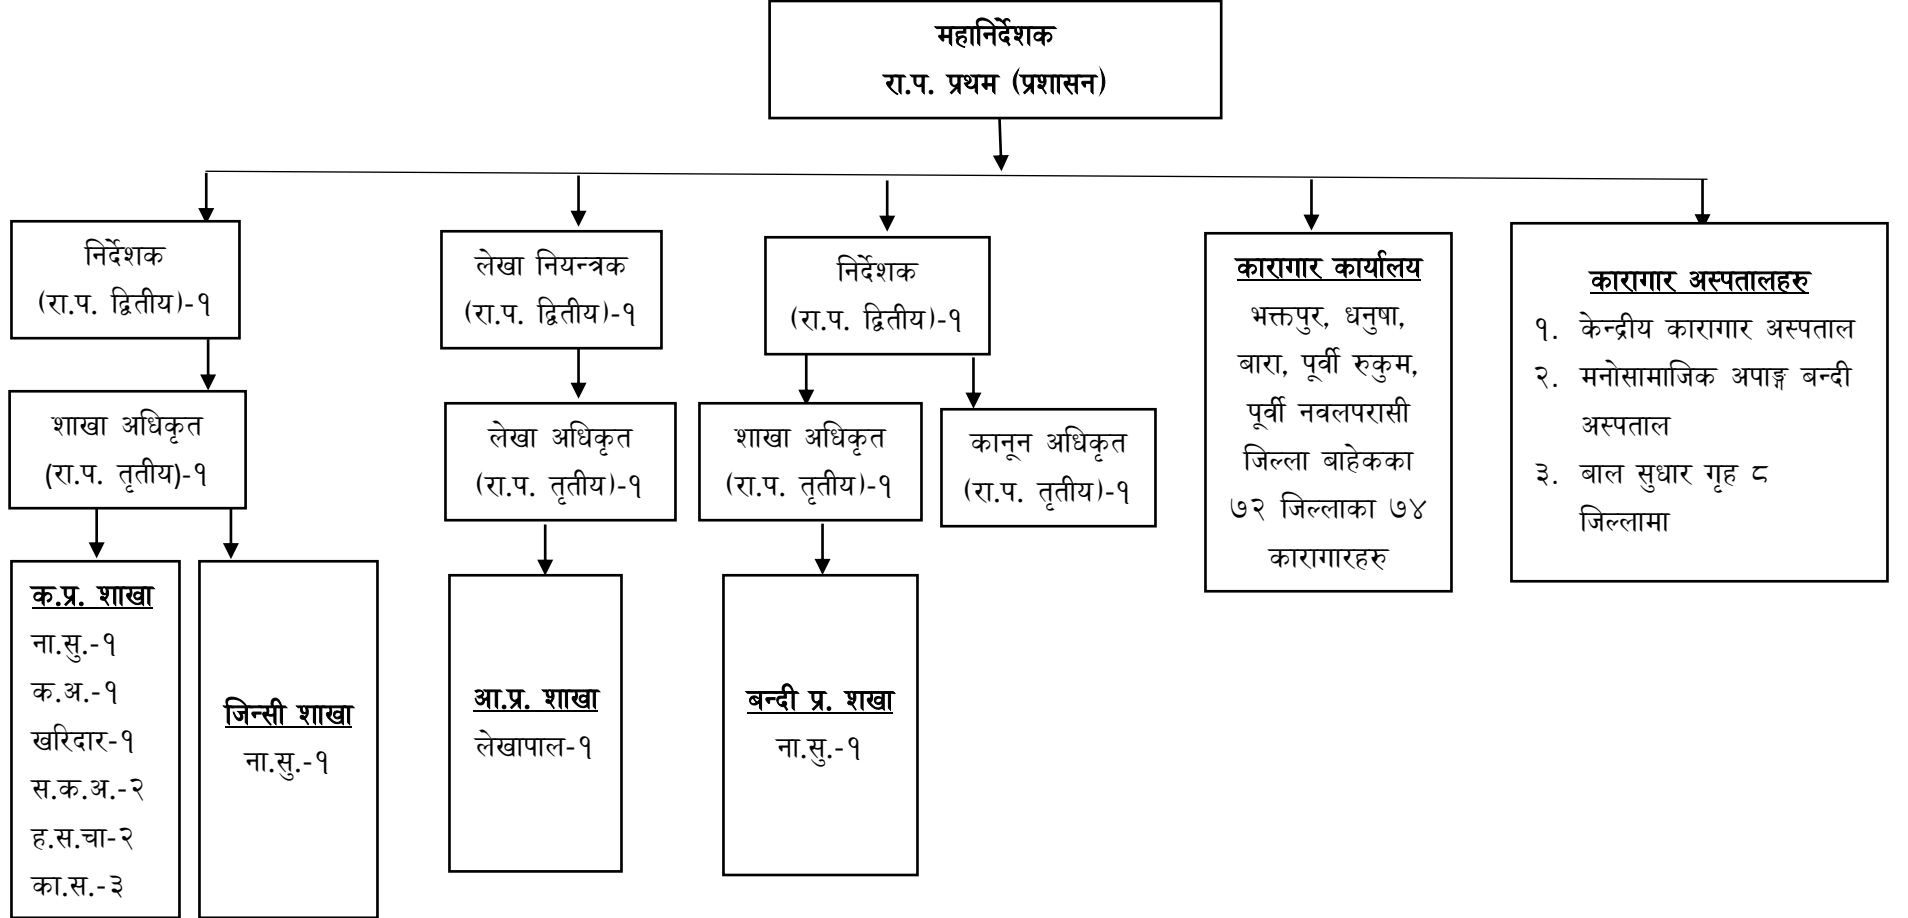 महानिर्देशक
रा.प. प्रथम (प्रशासन)
निर्देशक
(रा.प. द्वितीय)-१
लेखा नियन्त्रक
(रा.प. द्वितीय)-१
निर्देशक
(रा.प. द्वितीय)-१
कारागार कार्यालय
भक्तपुर, धनुषा,
बारा, पूर्वी रुकुम,
पूर्वी नवलपरासी
जिल्ला बाहेकका
७२ जिल्लाका ७४
कारागारहरु
कारागार अस्पतालहरु
१. केन्द्रीय कारागार अस्पताल
२. मनोसामाजिक अपाङ्ग बन्दी
अस्पताल
३. बाल सुधार गृह ८
जिल्लामा
शाखा अधिकृत
(रा.प. तृतीय)-१
लेखा अधिकृत
(रा.प. तृतीय)-१
शाखा अधिकृत
(रा.प. तृतीय)-१
कानून अधिकृत
(रा.प. तृतीय)-१
क.प्र. शाखा
ना.सु.-१
क.अ.-१
खरिदार-१
स.क.अ.-२
ह.स.चा-२
का.स.-३
जिन्सी शाखा
ना.सु.-१
आ.प्र. शाखा
लेखापाल-१
बन्दी प्र. शखा
ना.सु.-१